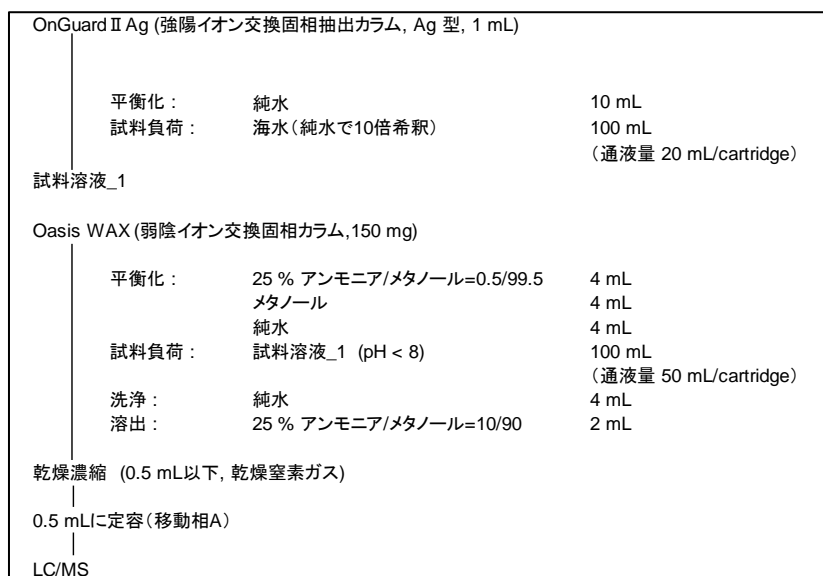 OnGuard Ⅱ Ag (強陽イオン交換固相抽出カラム, Ag 型, 1 mL)
平衡化 : 純水 10 mL
試料負荷 : 海水（純水で10倍希釈） 100 mL
（通液量 20 mL/cartridge）
試料溶液_1
Oasis WAX (弱陰イオン交換固相カラム,150 mg)
平衡化 : 25 % アンモニア/メタノール=0.5/99.5 4 mL
メタノール 4 mL
純水 4 mL
試料負荷 : 試料溶液_1 (pH < 8) 100 mL
（通液量 50 mL/cartridge）
洗浄 : 純水 4 mL
溶出 : 25 % アンモニア/メタノール=10/90 2 mL
乾燥濃縮 (0.5 mL以下, 乾燥窒素ガス)
0.5 mLに定容（移動相A）
LC/MS